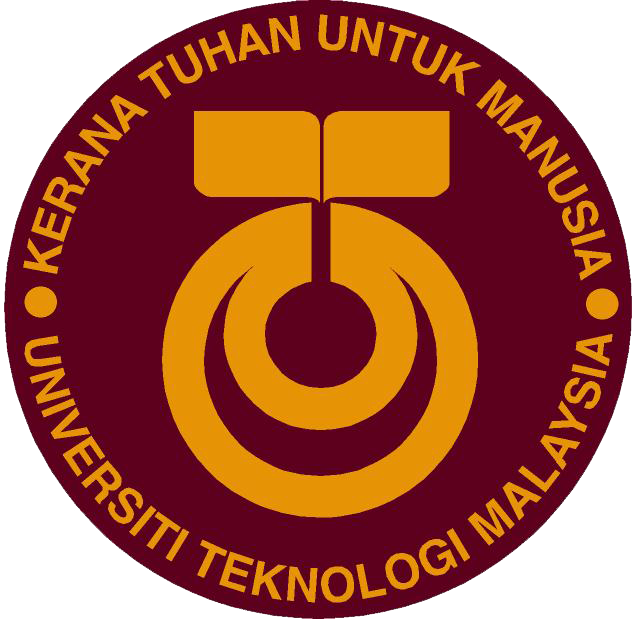 KERANA TUHAN UNTUK MANUSIA
UNIVERSITI TEKNOLOGI MALAYSIA